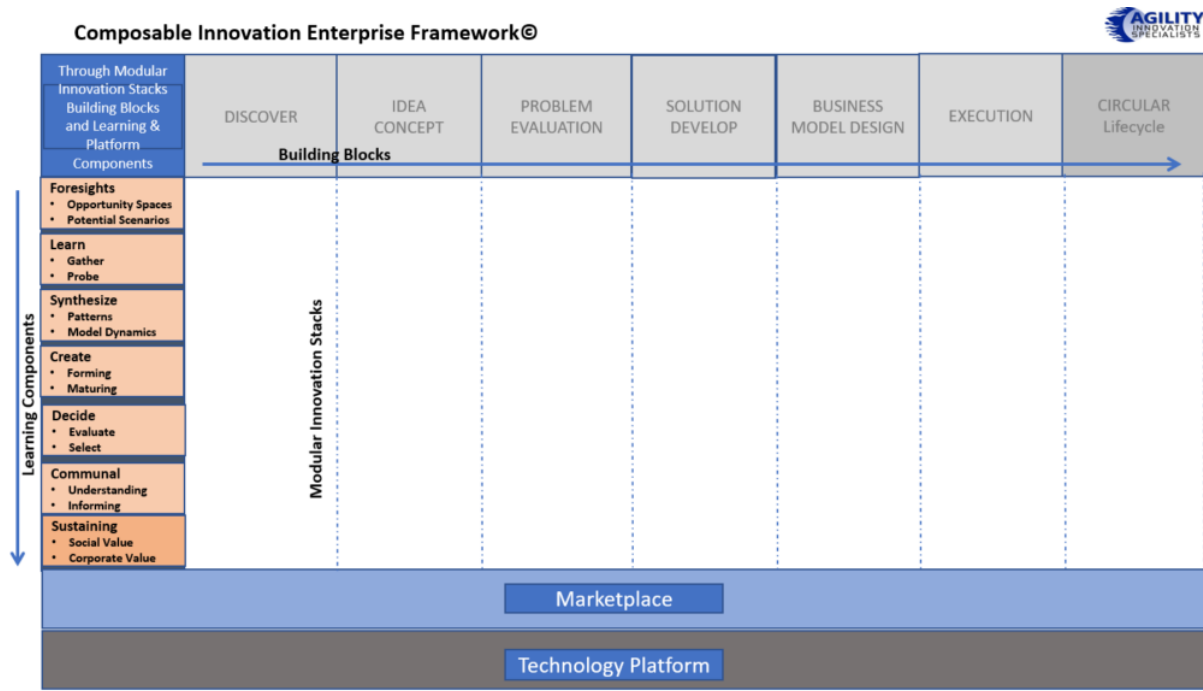 Composable Innovation Enterprise Framework©
AGILITY
INNOVATION
SPECIALISTS
Through Modular
Innovation Stacks
Building Blocks
and Learning &
Platform
Components
DISCOVER
IDEA
CONCEPT
PROBLEM
EVALUATION
SOLUTION
DEVELOP
BUSINESS
MODEL DESIGN
EXECUTION
CIRCULAR
Lifecycle
Building Blocks
Learning Components
Foresights
• Opportunity Spaces
• Potential Scenarios
Learn
• Gather
• Probe
Synthesize
• Patterns
• Model Dynamics
Create
• Forming
• Maturing
Decide
• Evaluate
• Select
Communal
• Understanding
• Informing
Sustaining
• Social Value
• Corporate Value
Modular Innovation Stacks
Marketplace
Technology Platform